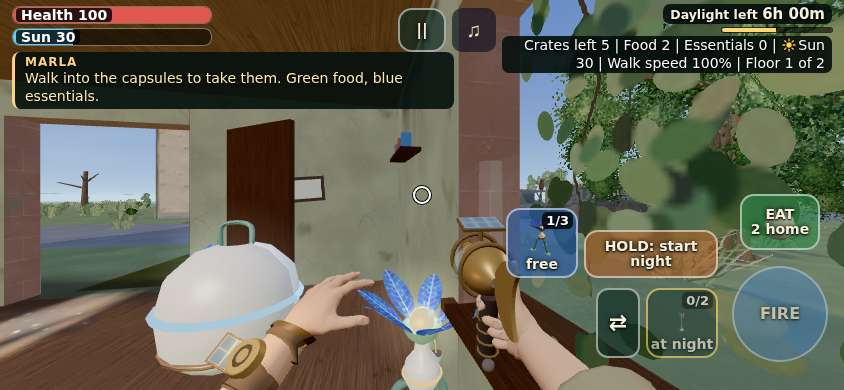 Health 100
Sun 30
MARLA
Walk into the capsules to take them. Green food, blue
essentials.
Daylight left 6h 00m
Crates left 5 | Food 2 | Essentials 0 | ☀Sun
30 | Walk speed 100% | Floor 1 of 2
1/3
free
HOLD: start
night
EAT
2 home
0/2
at night
FIRE